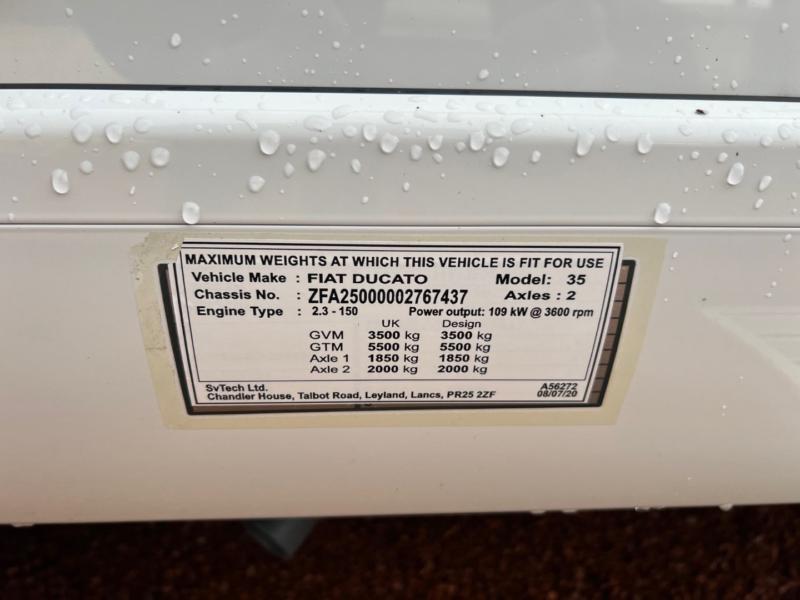 MAXIMUM WEIGHTS AT WHICH THIS VEHICLE IS FIT FOR USE
Vehicle Make : FIAT DUCATO Model: 35
Chassis No. : ZFA25000002767437 Axles : 2
Engine Type : 2.3 - 150 Power output: 109 kW @ 3600 rpm
UK Design
GVM 3500 kg 3500 kg
GTM 5500 kg 5500 kg
Axle 1 1850 kg 1850 kg
Axle 2 2000 kg 2000 kg
SvTech Ltd. A56272
Chandler House, Talbot Road, Leyland, Lancs, PR25 2ZF 08/07/20